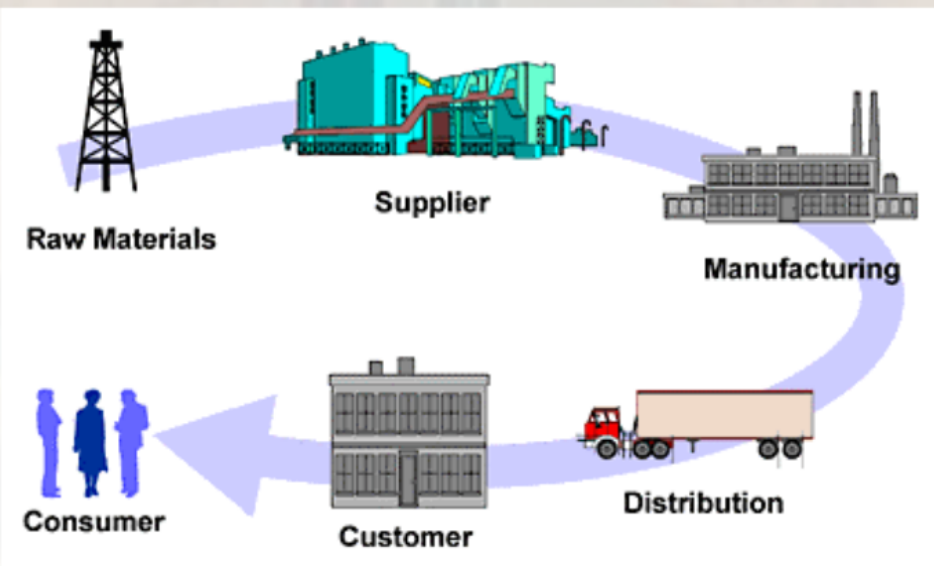 Raw Materials
Supplier
Manufacturing
Distribution
Customer
Consumer